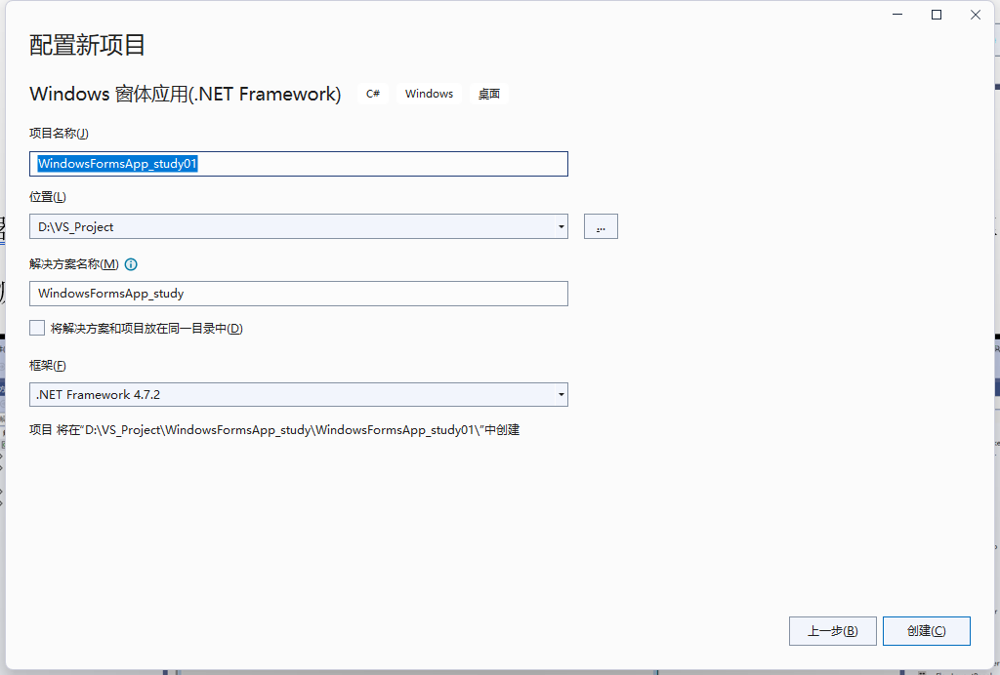 配置新项目
Windows 窗体应用(.NET Framework) C# Windows 桌面
项目名称(J)
WindowsFormsApp_study01
位置(L)
D:\VS_Project
...
解决方案名称(M)
WindowsFormsApp_study
将解决方案和项目放在同一目录中(D)
框架(F)
.NET Framework 4.7.2
项目 将在"D:\VS_Project\WindowsFormsApp_study\WindowsFormsApp_study01\"中创建
上一步(B) 创建(C)